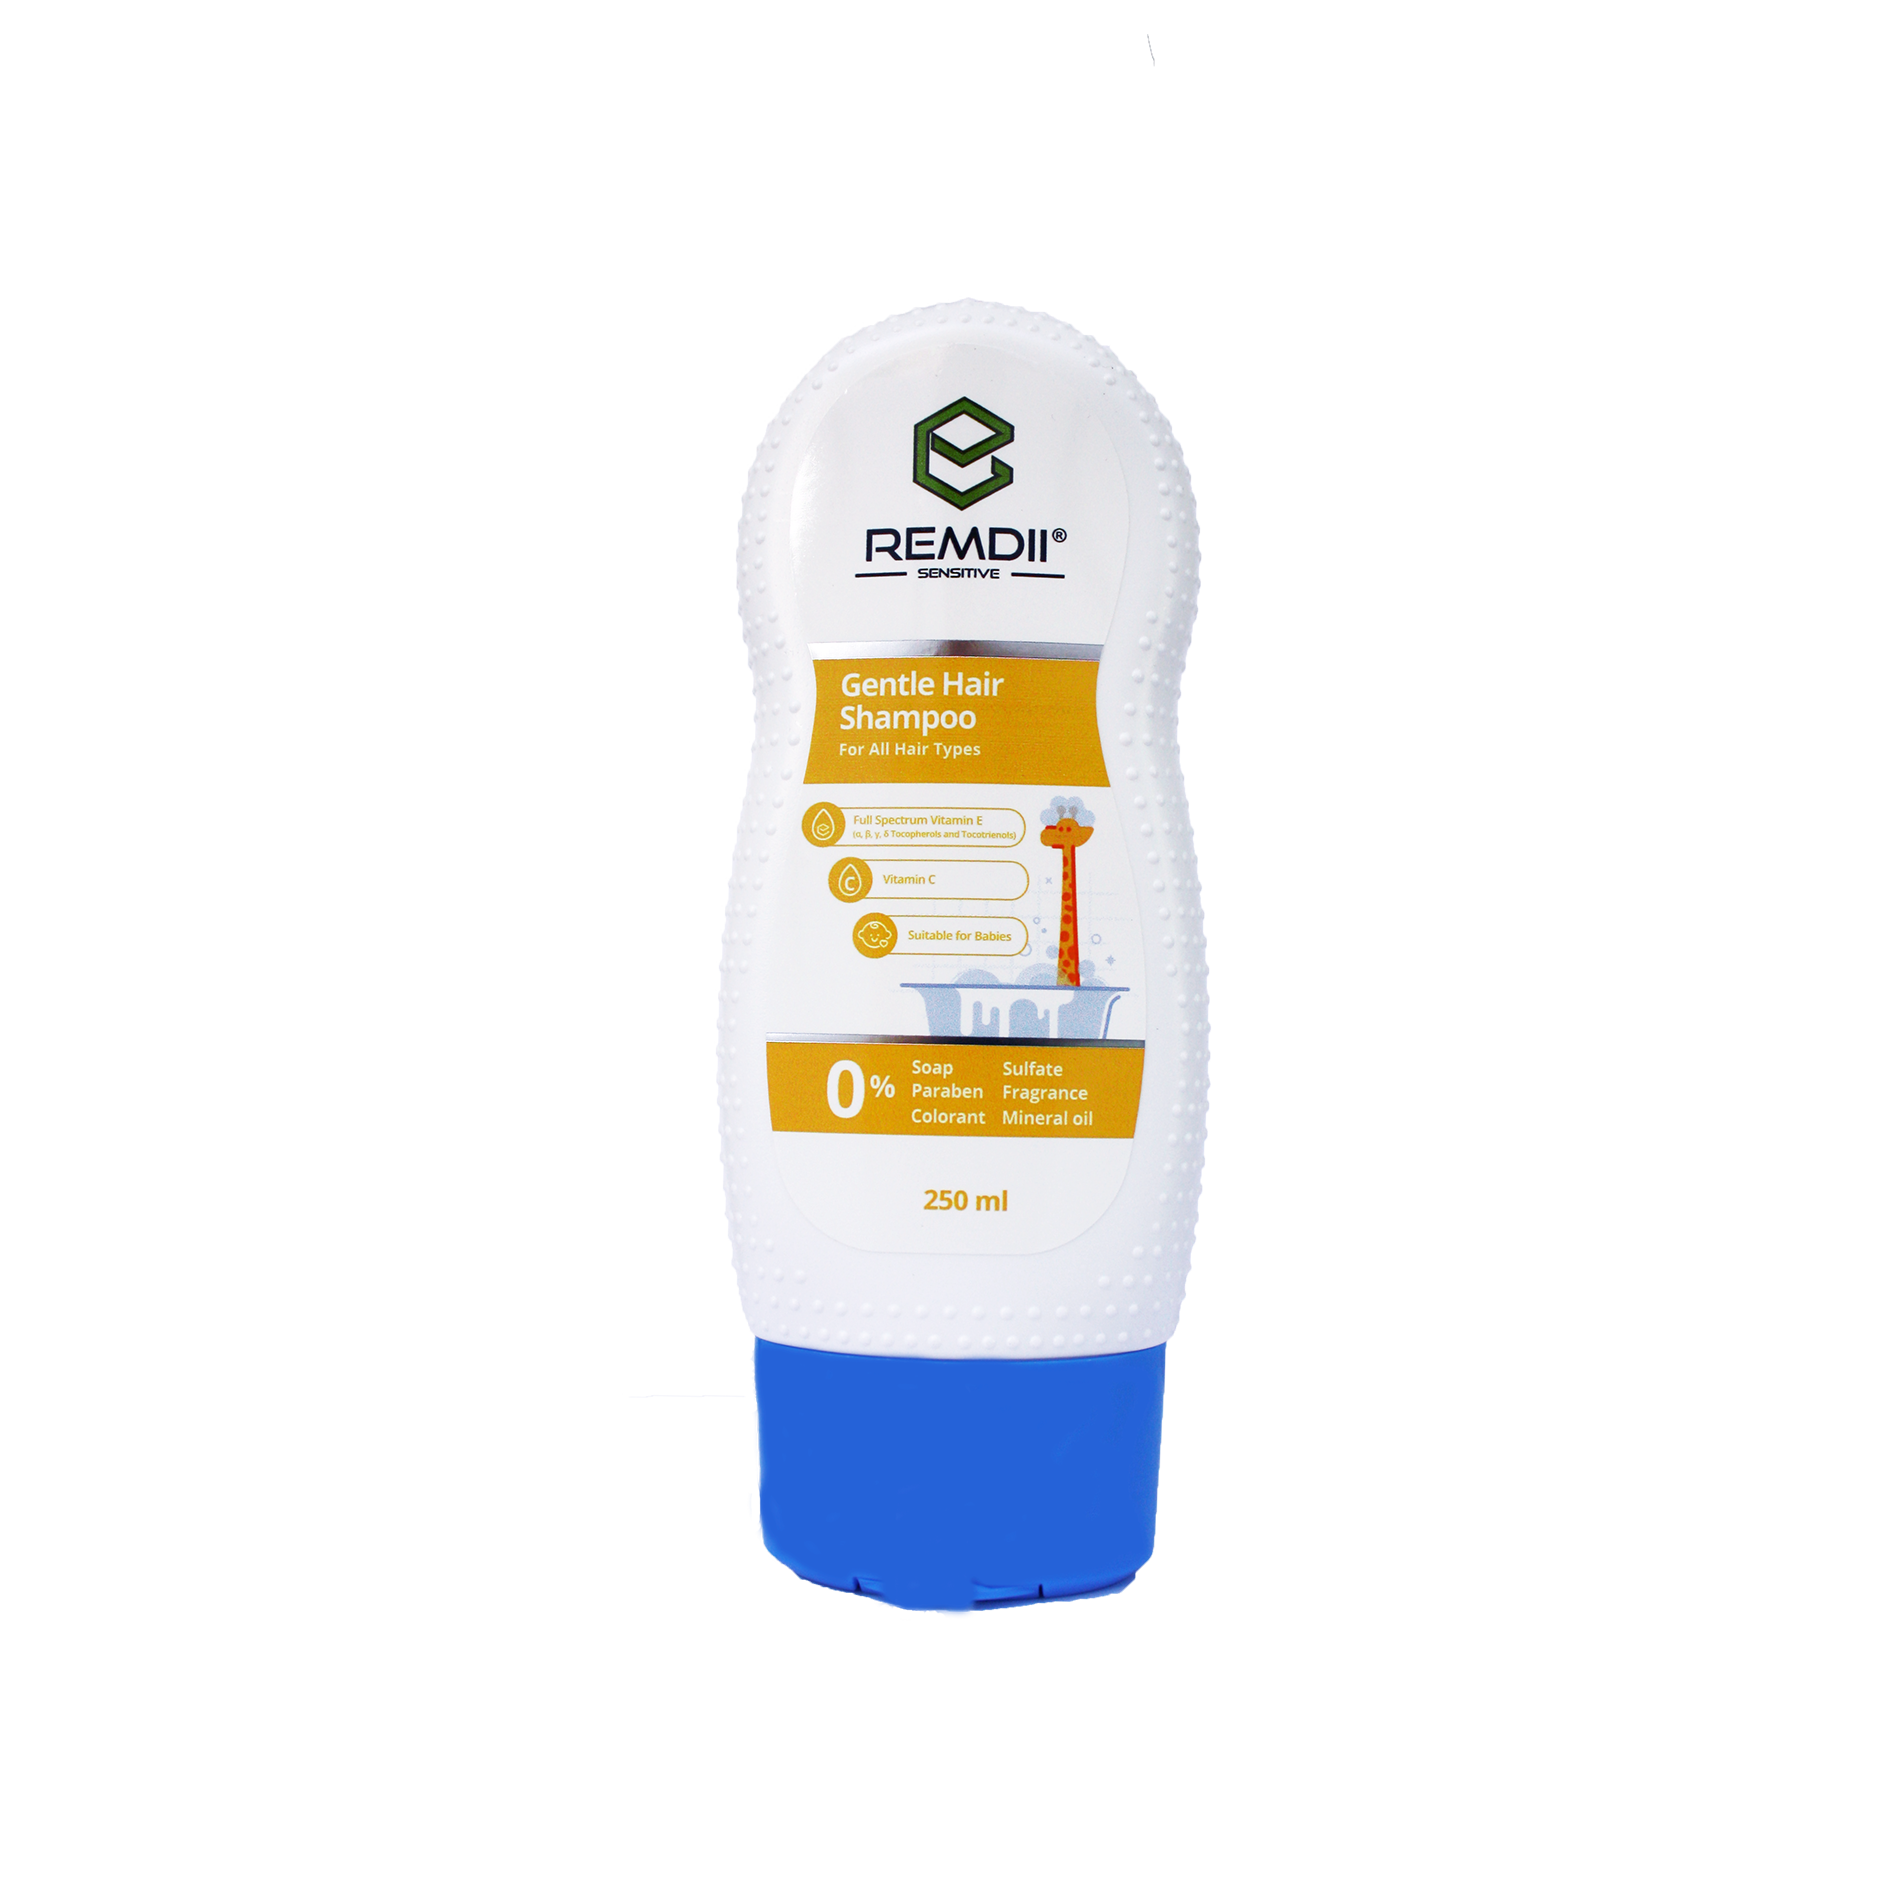 REMDII®
SENSITIVE
Gentle Hair
Shampoo
For All Hair Types
Full Spectrum Vitamin E
(α, β, γ, δ Tocopherols and Tocotrienols)
C
Vitamin C
Suitable for Babies
0%
Soap Sulfate
Paraben Fragrance
Colorant Mineral oil
250 ml